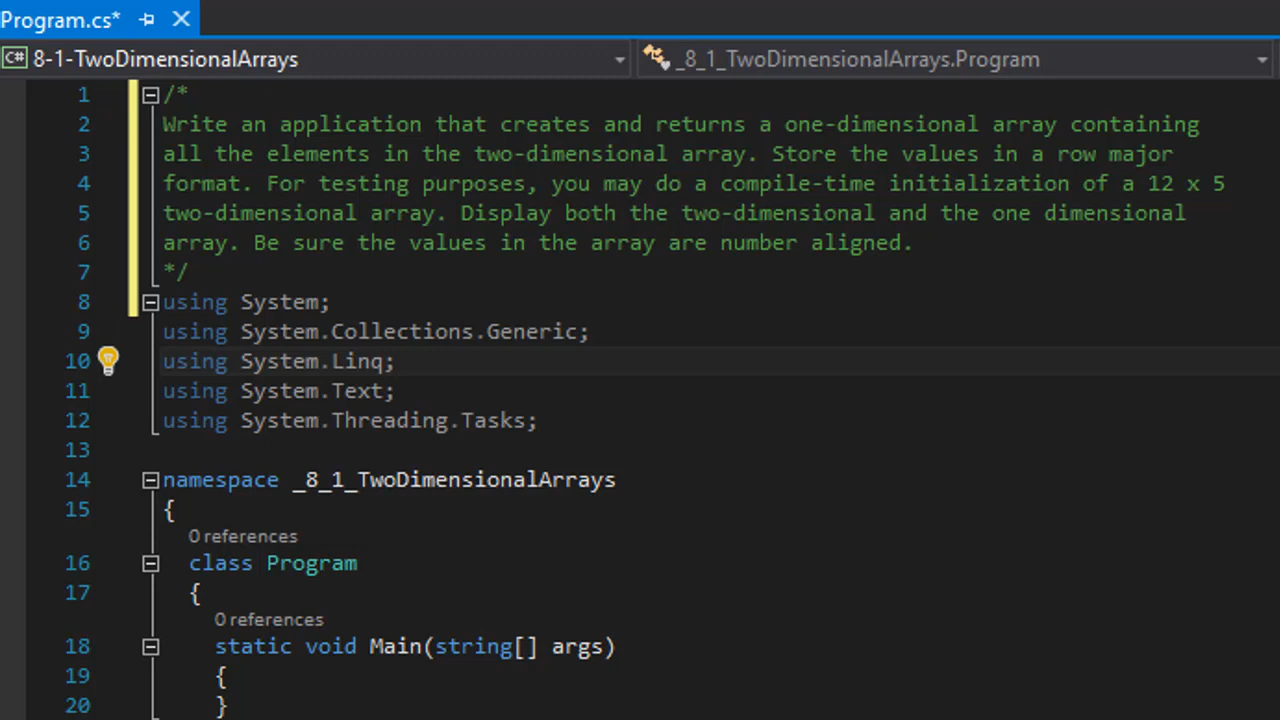 Program.cs*
C# 8-1-TwoDimensionalArrays _8_1_TwoDimensionalArrays.Program
1 /*
2 Write an application that creates and returns a one-dimensional array containing
3 all the elements in the two-dimensional array. Store the values in a row major
4 format. For testing purposes, you may do a compile-time initialization of a 12 x 5
5 two-dimensional array. Display both the two-dimensional and the one dimensional
6 array. Be sure the values in the array are number aligned.
7 */
8 using System;
9 using System.Collections.Generic;
10 using System.Linq;
11 using System.Text;
12 using System.Threading.Tasks;
13
14 namespace _8_1_TwoDimensionalArrays
15 {
0 references
16 class Program
17 {
0 references
18 static void Main(string[] args)
19 {
20 }